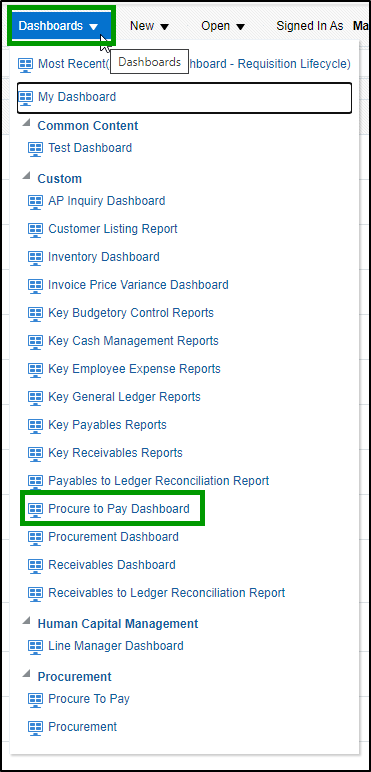 Dashboards New Open Signed In As Ma
Most Recent( hboard - Requisition Lifecycle)
Dashboards
My Dashboard
Common Content
Test Dashboard
Custom
AP Inquiry Dashboard
Customer Listing Report
Inventory Dashboard
Invoice Price Variance Dashboard
Key Budgetory Control Reports
Key Cash Management Reports
Key Employee Expense Reports
Key General Ledger Reports
Key Payables Reports
Key Receivables Reports
Payables to Ledger Reconciliation Report
Procure to Pay Dashboard
Procurement Dashboard
Receivables Dashboard
Receivables to Ledger Reconciliation Report
Human Capital Management
Line Manager Dashboard
Procurement
Procure To Pay
Procurement